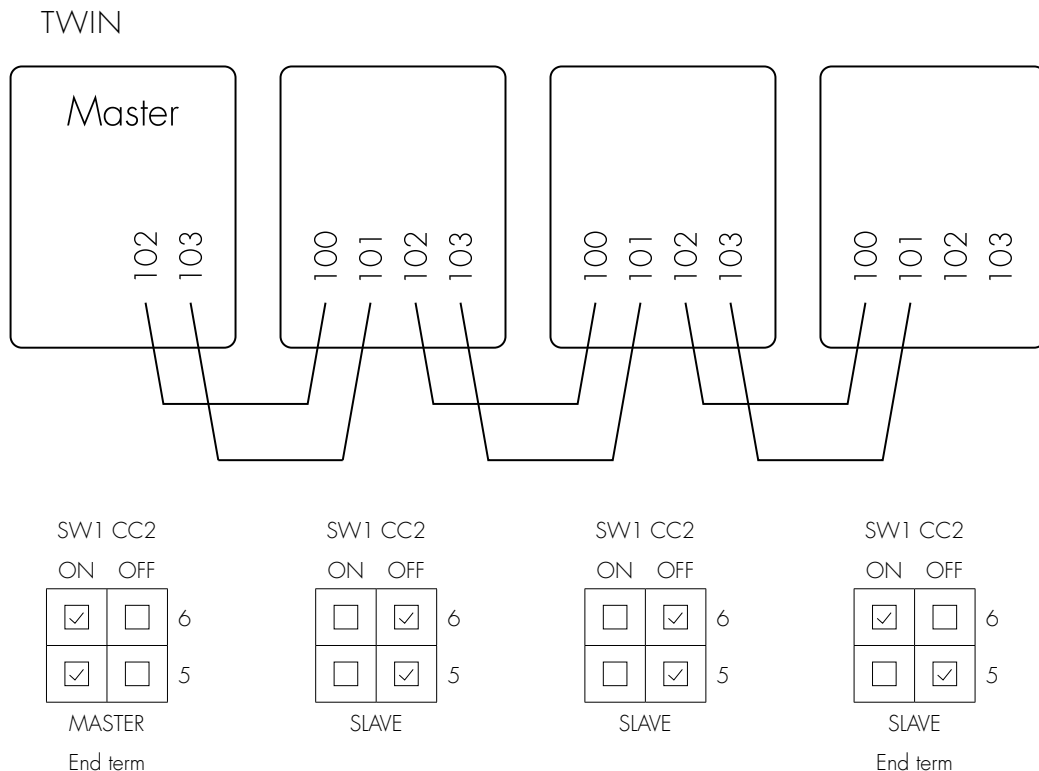 TWIN
Master
102 103
100 101 102 103
100 101 102 103
100 101 102 103
SW1 CC2
ON OFF
6
5
MASTER
End term
SW1 CC2
ON OFF
6
5
SLAVE
SW1 CC2
ON OFF
6
5
SLAVE
SW1 CC2
ON OFF
6
5
SLAVE
End term